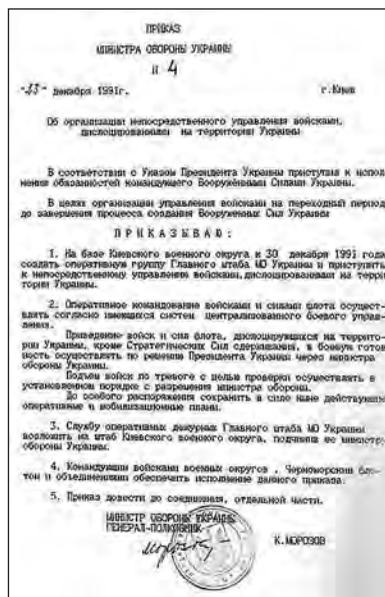 ПРИКАЗ
МИНИСТРА ОБОРОНЫ УКРАИНЫ
N 4
декабря 1991г. г.Киев
Об организации непосредственного управления войсками,
дислоцированными на территории Украины
В соответствии с Указом Президента Украины приступил к испол
нению обязанностей командующего Вооружёнными Силами Украины.
В целях организации управления войсками на переходный период
до завершения процесса создания Вооружённых Сил Украины
ПРИКАЗЫВАЮ:
1. На базе Киевского военного округа к 30 декабря 1991 года
создать оперативную группу Главного штаба МО Украины и приступить
к непосредственному управлению войсками,дислоцированными на терри
тории Украины.
2. Оперативное командование войсками и силами флота осущест-
влять согласно имеющихся систем централизованного боевого управ-
ления.
Приведение войск и сил флота, дислоцирующихся на террито-
рии Украины, кроме Стратегических Сил сдерживания, в боевую готов
ность осуществлять по решению Президента Украины через министра
обороны Украины.
Подъем войск по тревоге с целью проверки осуществлять в
установленном порядке с разрешения министра обороны.
До особого распоряжения сохранить в силе ныне действующие
оперативные и мобилизационные планы.
3. Службу оперативных дежурных Главного штаба МО Украины
возложить на штаб Киевского военного округа, подчинив ее министру
обороны Украины.
4. Командующим войсками военных округов , Черноморским фло-
том и объединениями обеспечить исполнение данного приказа.
5. Приказ довести до соединения, отдельной части.
МИНИСТР ОБОРОНЫ УКРАИНЫ
ГЕНЕРАЛ-ПОЛКОВНИК
К.МОРОЗОВ